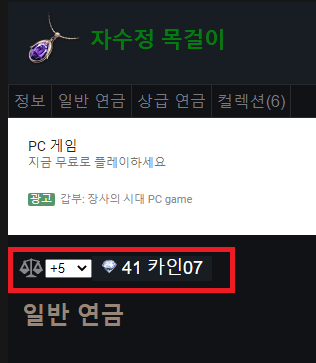 자수정 목걸이
정보 일반 연금 상급 연금 컬렉션(6)
PC 게임
지금 무료로 플레이하세요
광고 갑부: 장사의 시대 PC game
+5 41 카인07
일반 연금